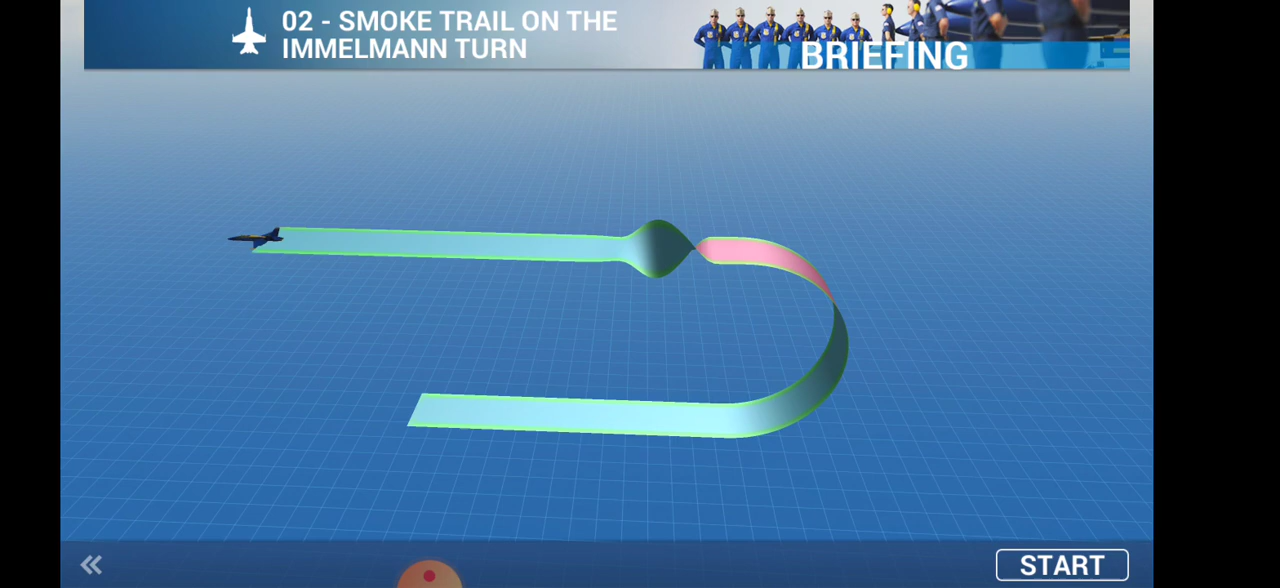 02 - SMOKE TRAIL ON THE
IMMELMANN TURN
BRIEFING
START